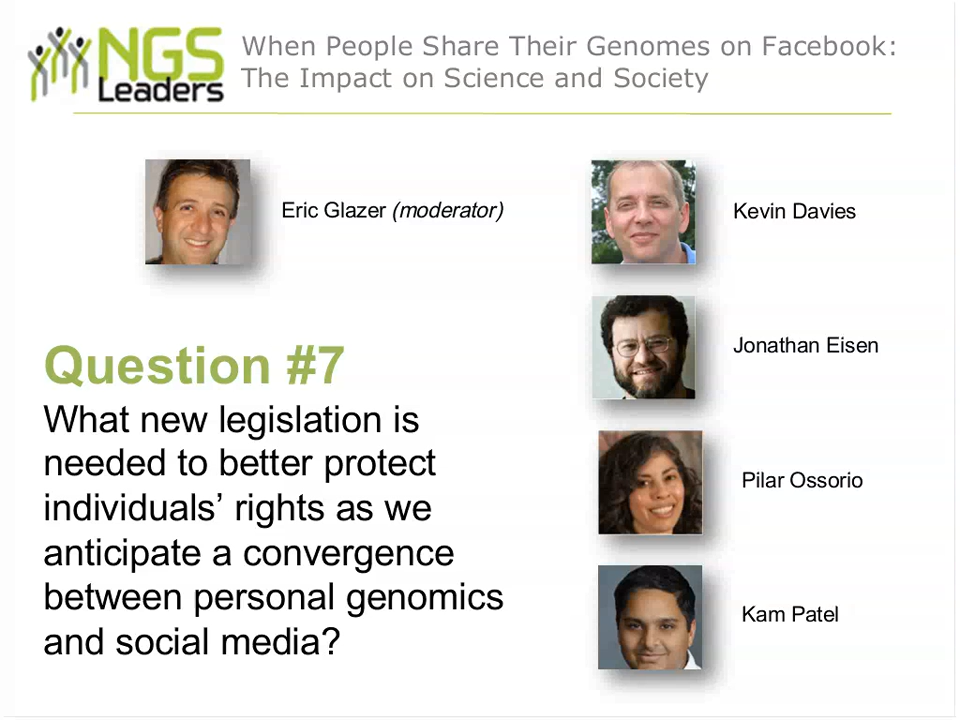 NGS
Leaders
When People Share Their Genomes on Facebook:
The Impact on Science and Society
Eric Glazer (moderator)
Kevin Davies
Jonathan Eisen
Pilar Ossorio
Kam Patel
Question #7
What new legislation is
needed to better protect
individuals’ rights as we
anticipate a convergence
between personal genomics
and social media?